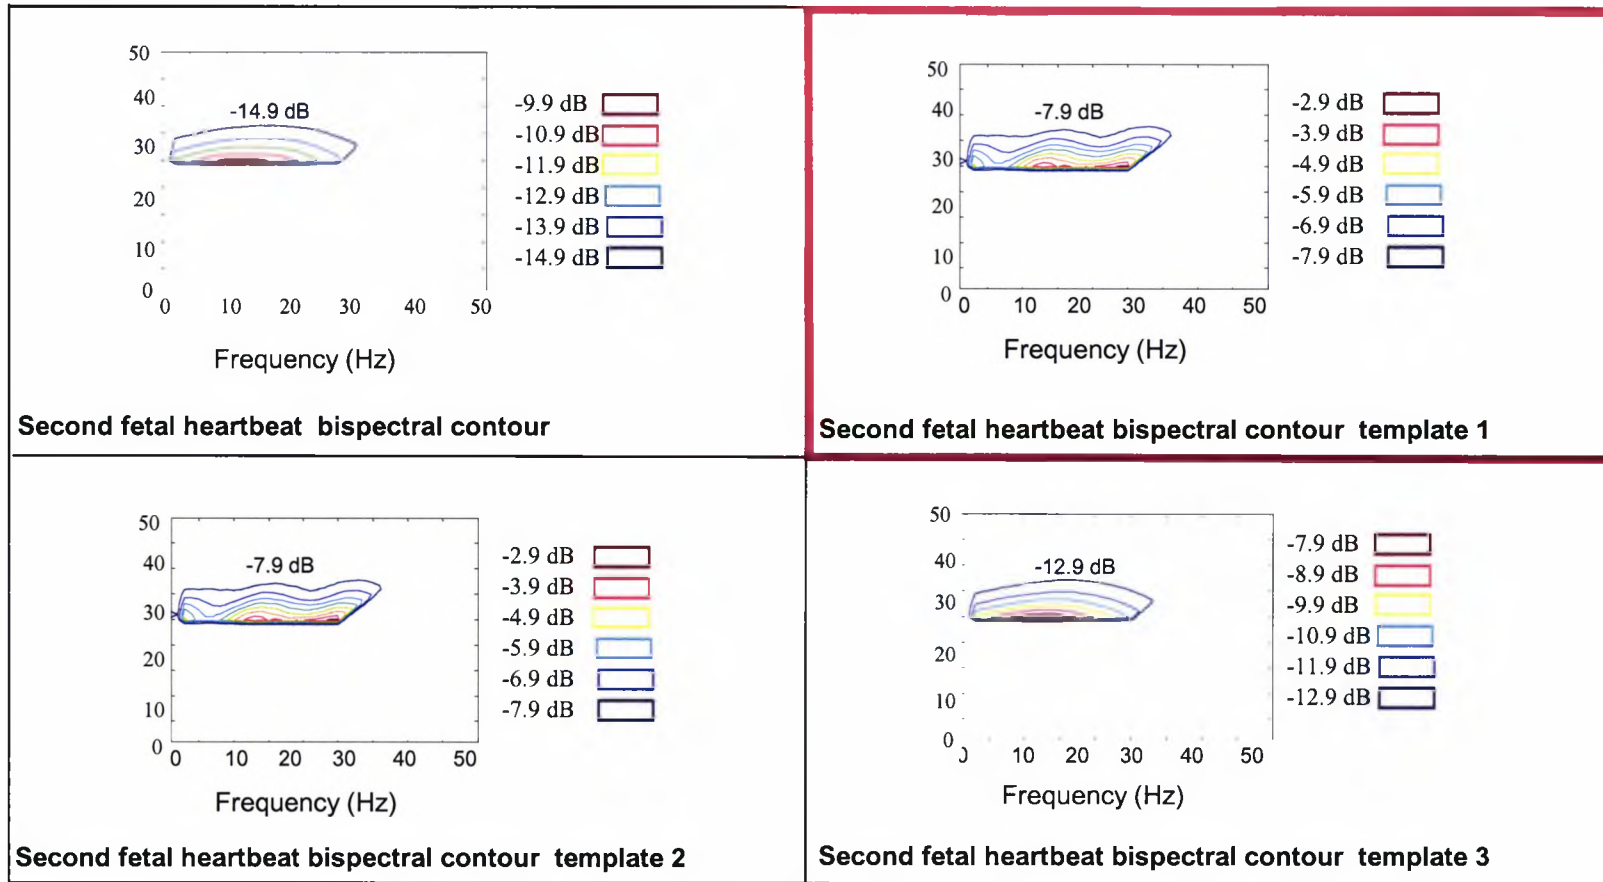 50
40
30
20
10
0
-14.9 dB
0 10 20 30 40 50
Frequency (Hz)
-9.9 dB
-10.9 dB
-11.9 dB
-12.9 dB
-13.9 dB
-14.9 dB
Second fetal heartbeat bispectral contour
50
40
30
20
10
0
-7.9 dB
0 10 20 30 40 50
Frequency (Hz)
-2.9 dB
-3.9 dB
-4.9 dB
-5.9 dB
-6.9 dB
-7.9 dB
Second fetal heartbeat bispectral contour template 1
50
40
30
20
10
0
-7.9 dB
0 10 20 30 40 50
Frequency (Hz)
-2.9 dB
-3.9 dB
-4.9 dB
-5.9 dB
-6.9 dB
-7.9 dB
Second fetal heartbeat bispectral contour template 2
50
40
30
20
10
0
-12.9 dB
10 20 30 40 50
Frequency (Hz)
-7.9 dB
-8.9 dB
-9.9 dB
-10.9 dB
-11.9 dB
-12.9 dB
Second fetal heartbeat bispectral contour template 3